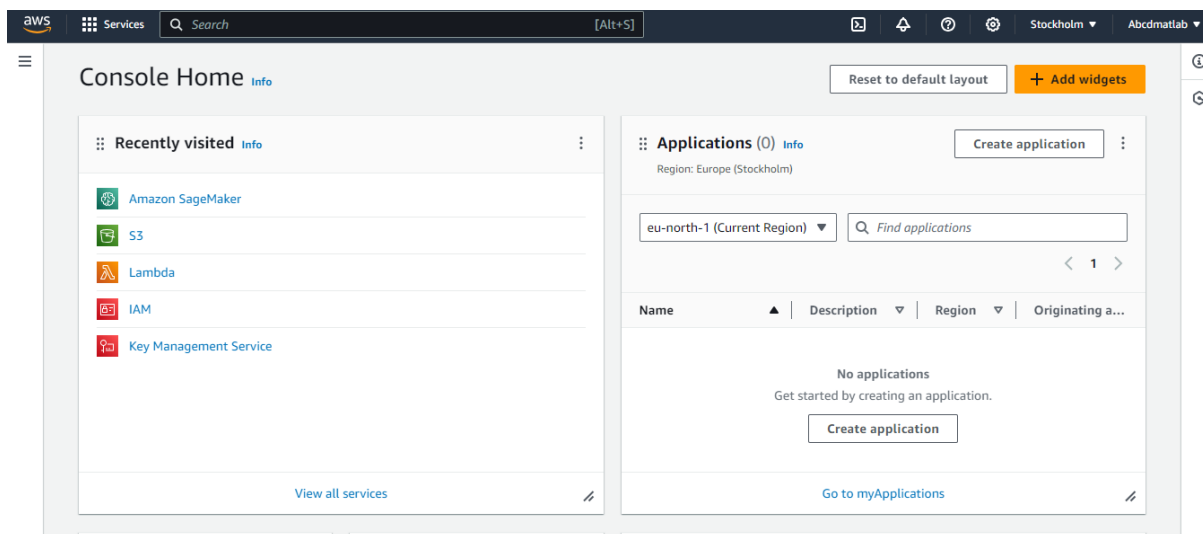 aws Services Search [Alt+S] Stockholm Abcdmatlab
Console Home Info Reset to default layout + Add widgets
Recently visited Info
Amazon SageMaker
S3
Lambda
IAM
Key Management Service
View all services
Applications (0) Info Create application
Region: Europe (Stockholm)
eu-north-1 (Current Region) Find applications
1
Name Description Region Originating a...
No applications
Get started by creating an application.
Create application
Go to myApplications